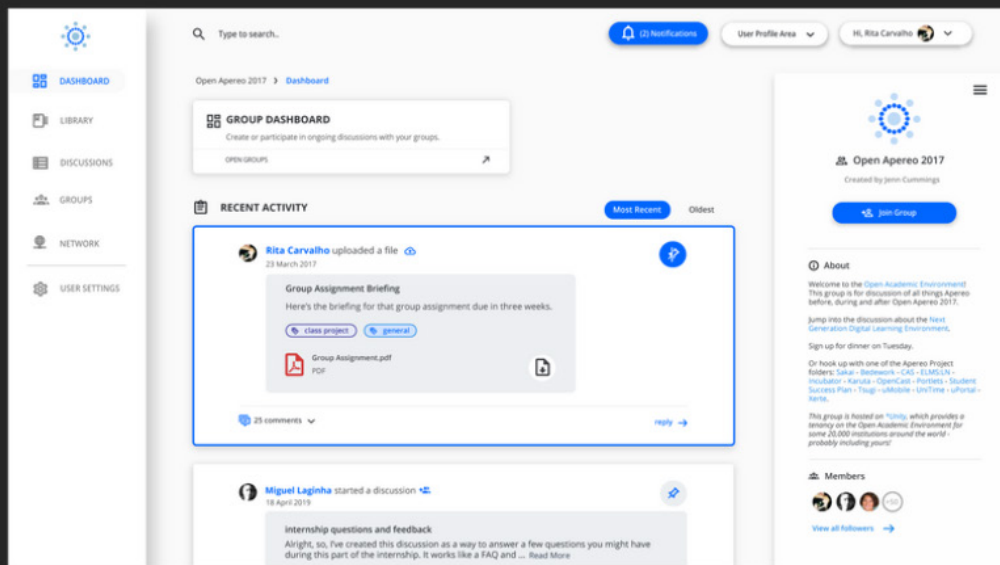 Type to search..
(2) Notifications
User Profile Area
Hi, Rita Carvalho
DASHBOARD
LIBRARY
DISCUSSIONS
GROUPS
NETWORK
USER SETTINGS
Open Apereo 2017 > Dashboard
GROUP DASHBOARD
Create or participate in ongoing discussions with your groups.
OPEN GROUPS
RECENT ACTIVITY
Most Recent
Oldest
Rita Carvalho uploaded a file
23 March 2017
Group Assignment Briefing
Here's the briefing for that group assignment due in three weeks.
class project
general
Group Assignment.pdf
PDF
25 comments
reply
Miguel Laginha started a discussion
18 April 2019
internship questions and feedback
Alright, so, I've created this discussion as a way to answer a few questions you might have
during this part of the internship. It works like a FAQ and ... Read More
Open Apereo 2017
Created by Jenn Cummings
Join Group
About
Welcome to the Open Academic Environment!
This group is for discussion of all things Apereo
before, during and after Open Apereo 2017.
Jump into the discussion about the Next
Generation Digital Learning Environment.
Sign up for dinner on Tuesday.
Or hook up with one of the Apereo Project
folders: Sakai - Bedework - CAS - ELMS:LN -
Incubator - Karuta - OpenCast - Portlets - Student
Success Plan - Tsugi - uMobile - UniTime - uPortal -
Xerte.
This group is hosted on *Unity, which provides a
tenancy on the Open Academic Environment for
some 20,000 institutions around the world -
probably including yours!
Members
+50
View all followers